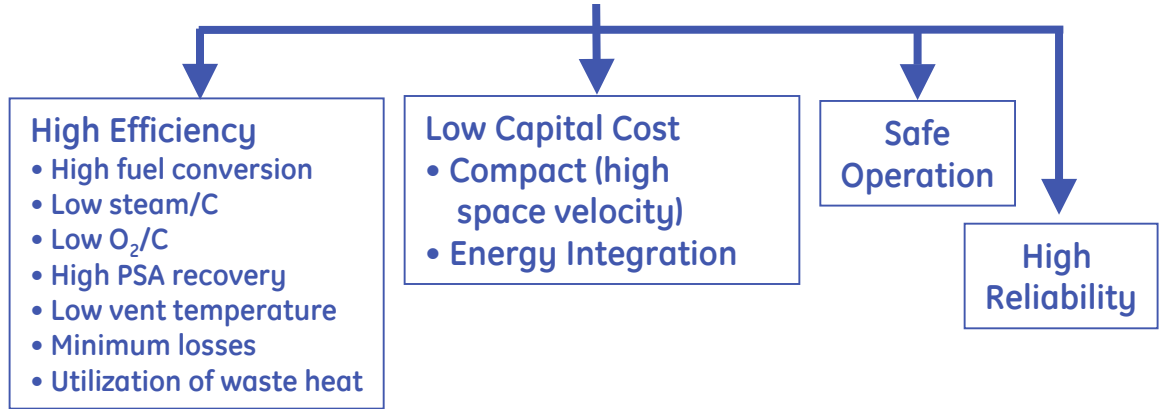 High Efficiency
• High fuel conversion
• Low steam/C
• Low O₂/C
• High PSA recovery
• Low vent temperature
• Minimum losses
• Utilization of waste heat
Low Capital Cost
• Compact (high
space velocity)
• Energy Integration
Safe
Operation
High
Reliability